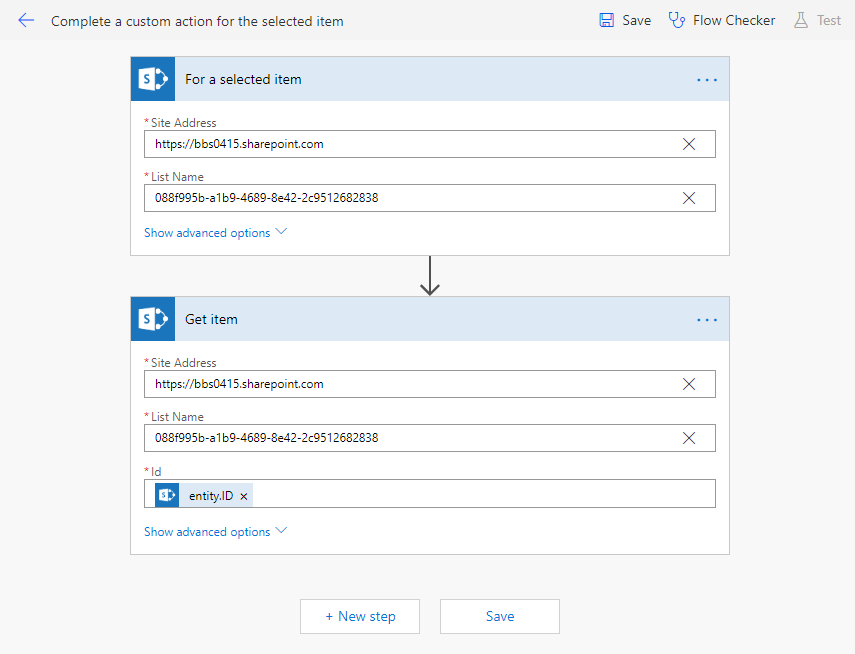 Complete a custom action for the selected item
Save
Flow Checker
Test
S
For a selected item
* Site Address
https://bbs0415.sharepoint.com
* List Name
088f995b-a1b9-4689-8e42-2c9512682838
Show advanced options
S
Get item
* Site Address
https://bbs0415.sharepoint.com
* List Name
088f995b-a1b9-4689-8e42-2c9512682838
* Id
S entity.ID ×
Show advanced options
+ New step
Save